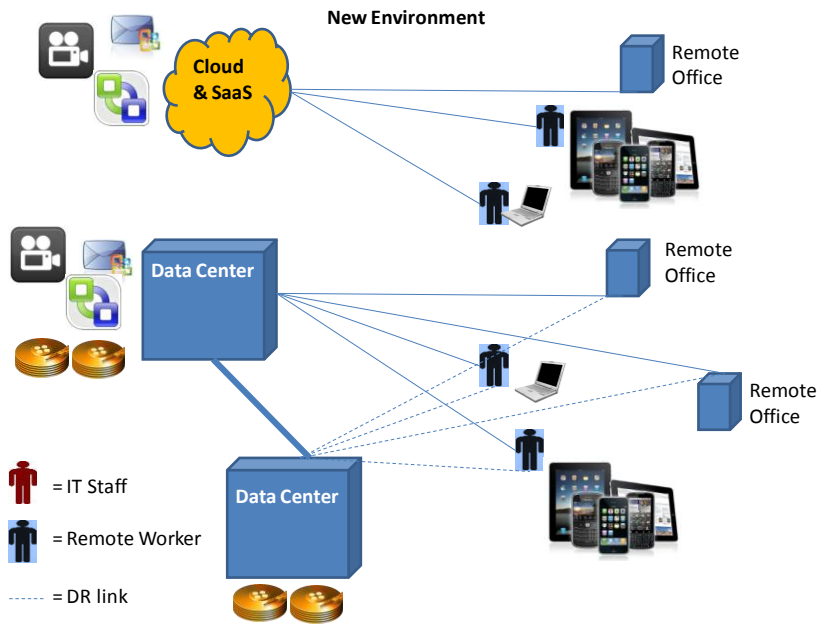 New Environment
Cloud
& SaaS
Remote
Office
Data Center
Remote
Office
Remote
Office
Data Center
= IT Staff
= Remote Worker
= DR link